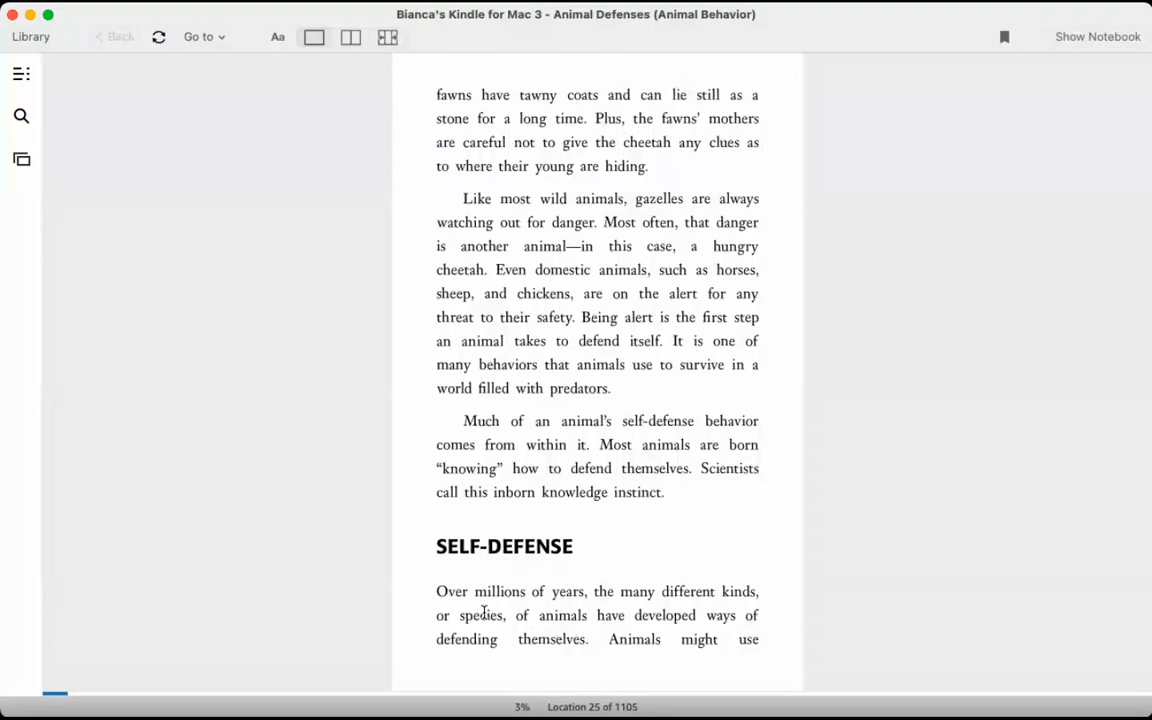 Bianca's Kindle for Mac 3 - Animal Defenses (Animal Behavior)
Library
Back
Go to
Aa
Show Notebook
fawns have tawny coats and can lie still as a
stone for a long time. Plus, the fawns’ mothers
are careful not to give the cheetah any clues as
to where their young are hiding.
Like most wild animals, gazelles are always
watching out for danger. Most often, that danger
is another animal—in this case, a hungry
cheetah. Even domestic animals, such as horses,
sheep, and chickens, are on the alert for any
threat to their safety. Being alert is the first step
an animal takes to defend itself. It is one of
many behaviors that animals use to survive in a
world filled with predators.
Much of an animal’s self-defense behavior
comes from within it. Most animals are born
“knowing” how to defend themselves. Scientists
call this inborn knowledge instinct.
SELF-DEFENSE
Over millions of years, the many different kinds,
or species, of animals have developed ways of
defending themselves. Animals might use
3%
Location 25 of 1105